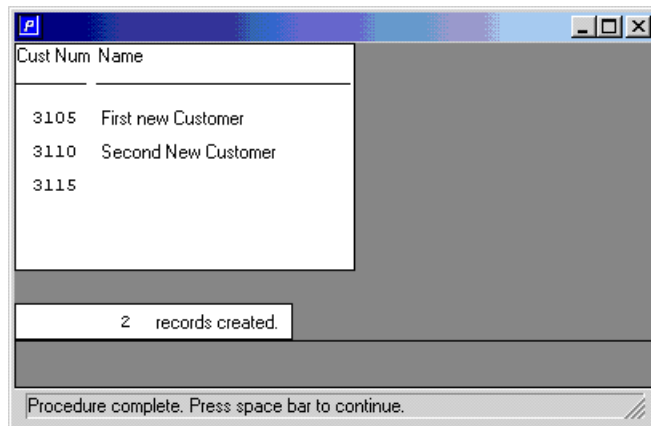 P
Cust Num Name
3105 First new Customer
3110 Second New Customer
3115
2 records created.
Procedure complete. Press space bar to continue.